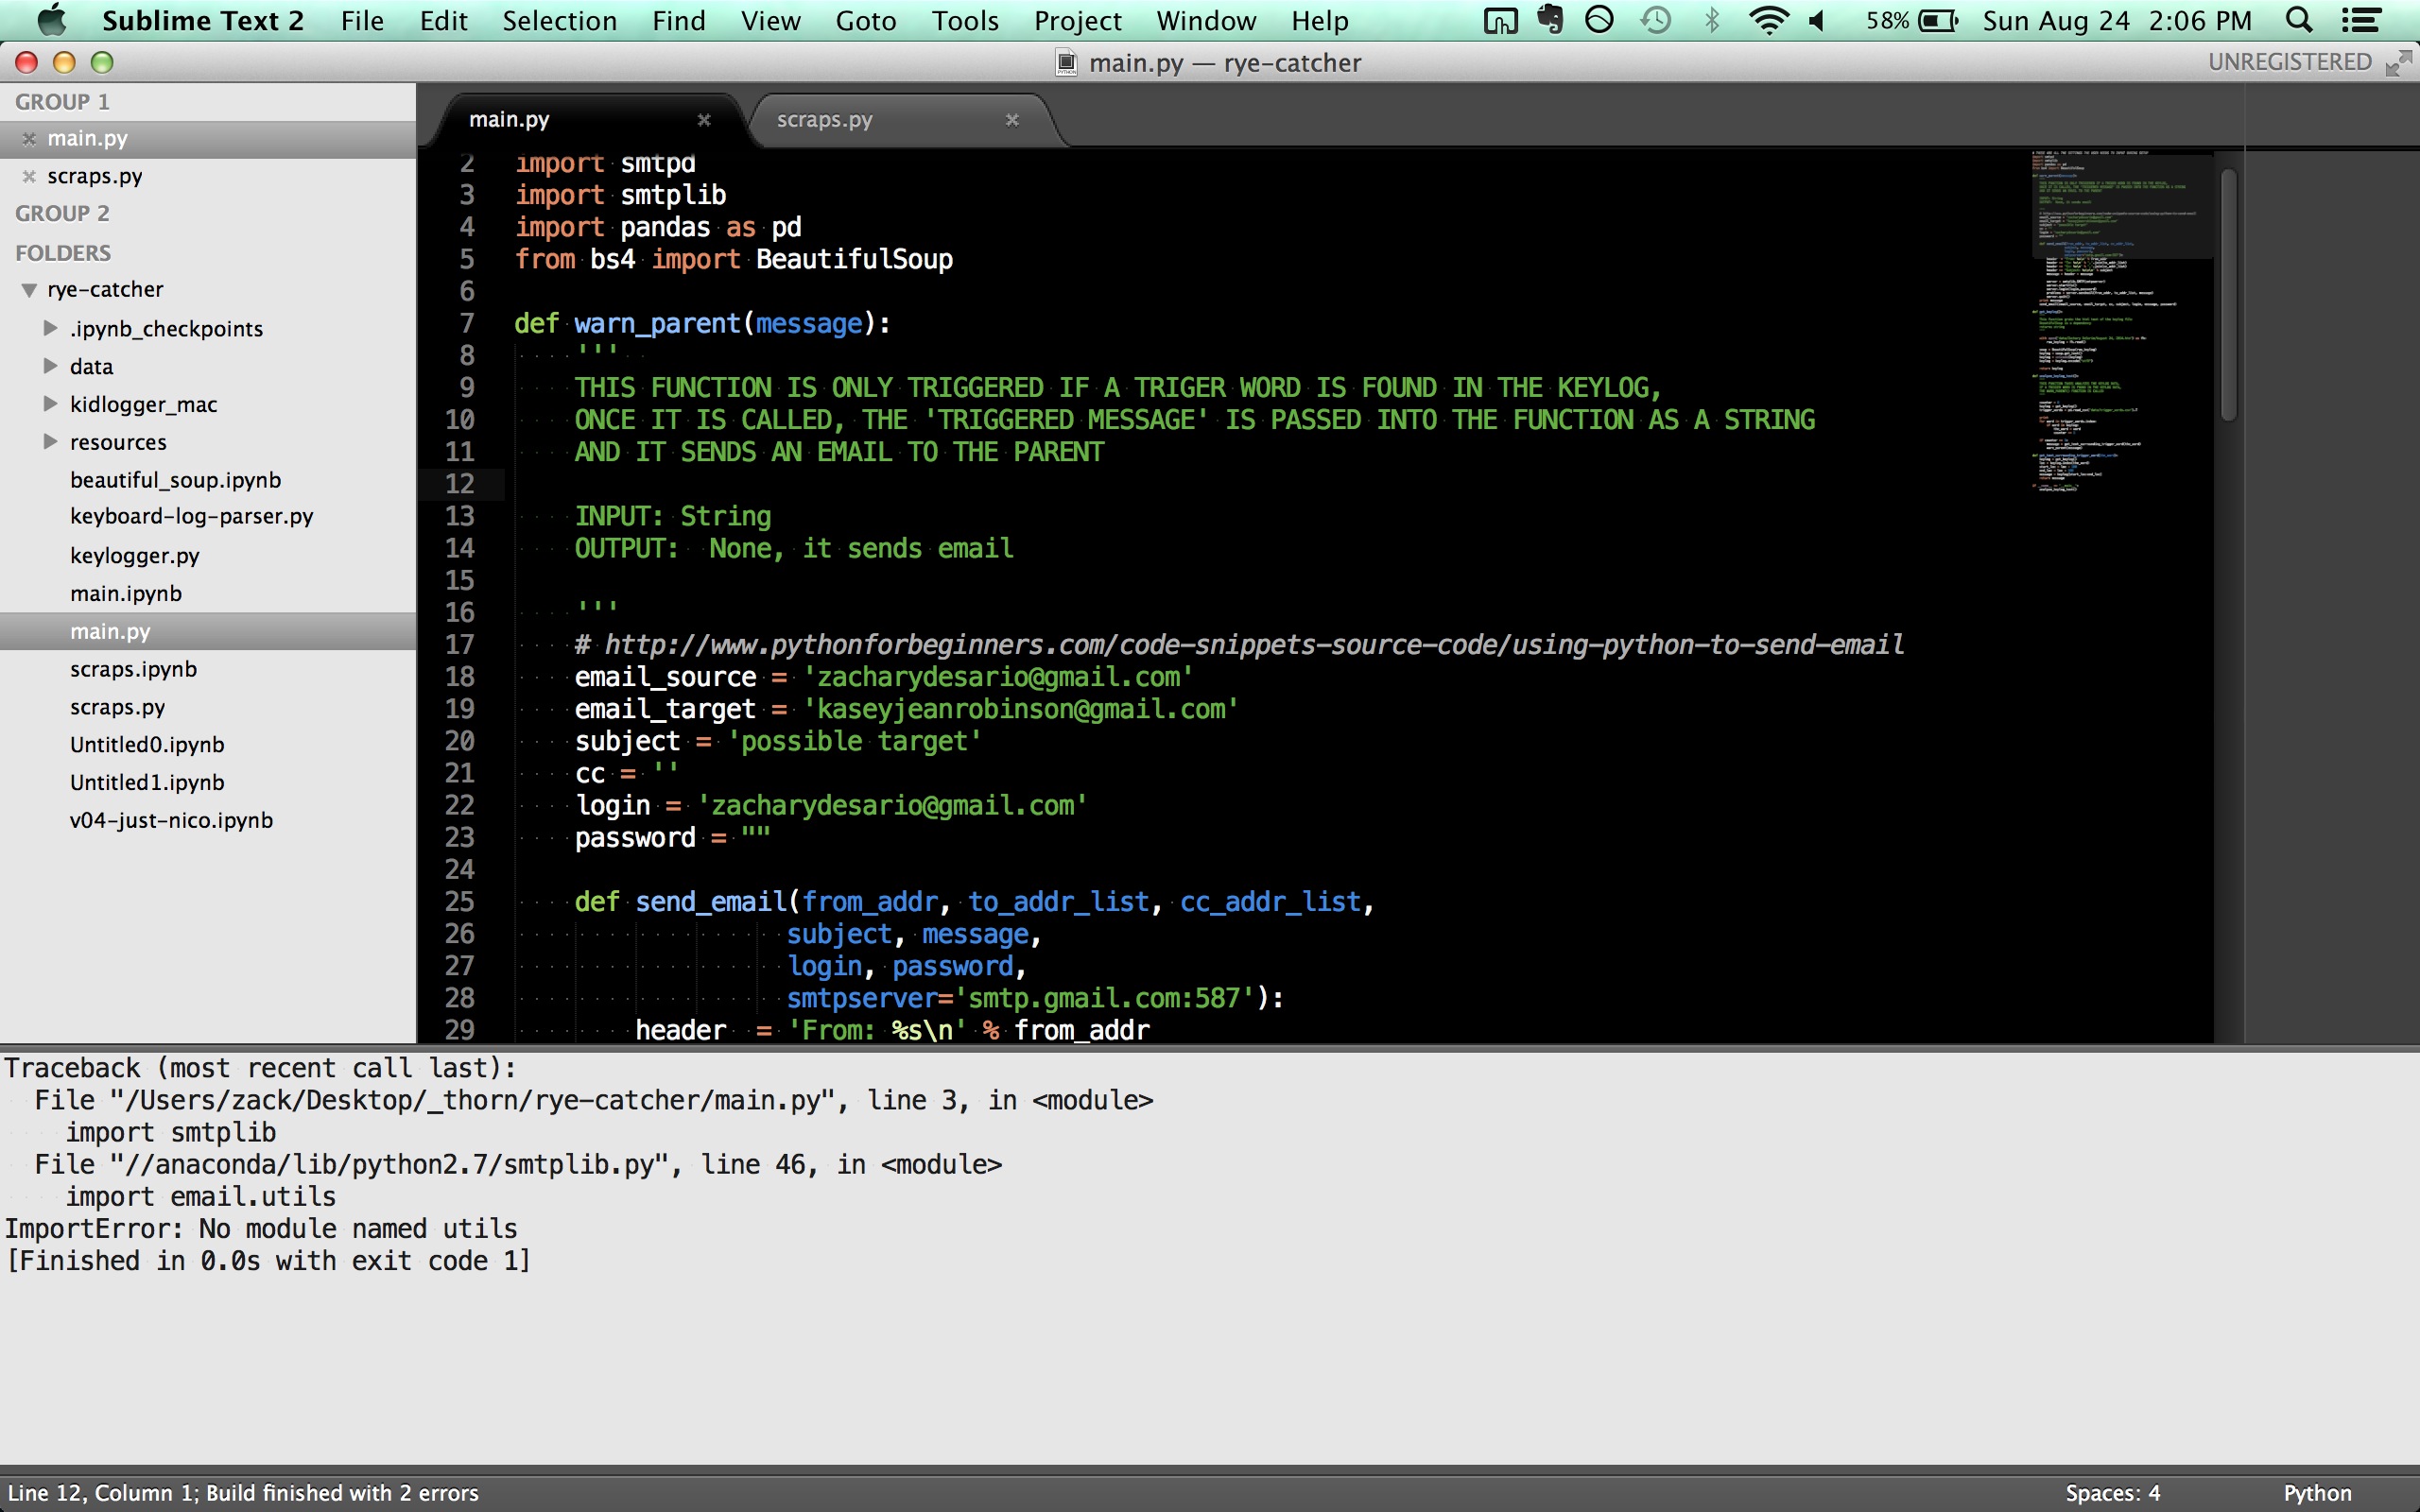 Sublime Text 2 File Edit Selection Find View Goto Tools Project Window Help 58% Sun Aug 24 2:06 PM
main.py — rye-catcher UNREGISTERED
GROUP 1
main.py
scraps.py
GROUP 2
FOLDERS
rye-catcher
.ipynb_checkpoints
data
kidlogger_mac
resources
beautiful_soup.ipynb
keyboard-log-parser.py
keylogger.py
main.ipynb
main.py
scraps.ipynb
scraps.py
Untitled0.ipynb
Untitled1.ipynb
v04-just-nico.ipynb
main.py scraps.py
2 import smtpd
3 import smtplib
4 import pandas as pd
5 from bs4 import BeautifulSoup
6
7 def warn_parent(message):
8 '''
9 THIS FUNCTION IS ONLY TRIGGERED IF A TRIGER WORD IS FOUND IN THE KEYLOG,
10 ONCE IT IS CALLED, THE 'TRIGGERED MESSAGE' IS PASSED INTO THE FUNCTION AS A STRING
11 AND IT SENDS AN EMAIL TO THE PARENT
12
13 INPUT: String
14 OUTPUT:  None, it sends email
15
16 '''
17 # http://www.pythonforbeginners.com/code-snippets-source-code/using-python-to-send-email
18 email_source = 'zacharydesario@gmail.com'
19 email_target = 'kaseyjeanrobinson@gmail.com'
20 subject = 'possible target'
21 cc = ''
22 login = 'zacharydesario@gmail.com'
23 password = ""
24
25 def send_email(from_addr, to_addr_list, cc_addr_list,
26 subject, message,
27 login, password,
28 smtpserver='smtp.gmail.com:587'):
29 header  = 'From: %s\n' % from_addr
Traceback (most recent call last):
File "/Users/zack/Desktop/_thorn/rye-catcher/main.py", line 3, in <module>
import smtplib
File "//anaconda/lib/python2.7/smtplib.py", line 46, in <module>
import email.utils
ImportError: No module named utils
[Finished in 0.0s with exit code 1]
Line 12, Column 1; Build finished with 2 errors Spaces: 4 Python